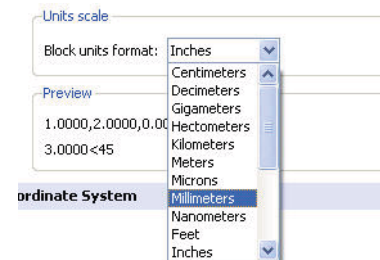 Units scale
Block units format: Inches
Centimeters
Decimeters
Preview
Gigameters
1.0000,2.0000,0.00
Hectometers
Kilometers
3.0000<45
Meters
Microns
ordinate System
Millimeters
Nanometers
Feet
Inches